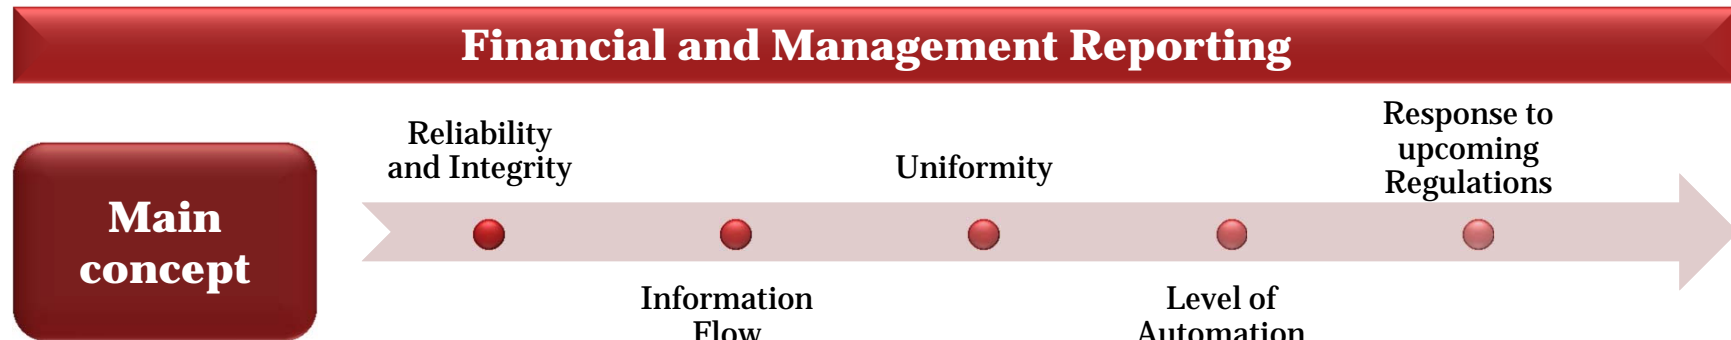 Financial and Management Reporting
Main
concept
Reliability
and Integrity
Information
Flow
Uniformity
Level of
Automation
Response to
upcoming
Regulations